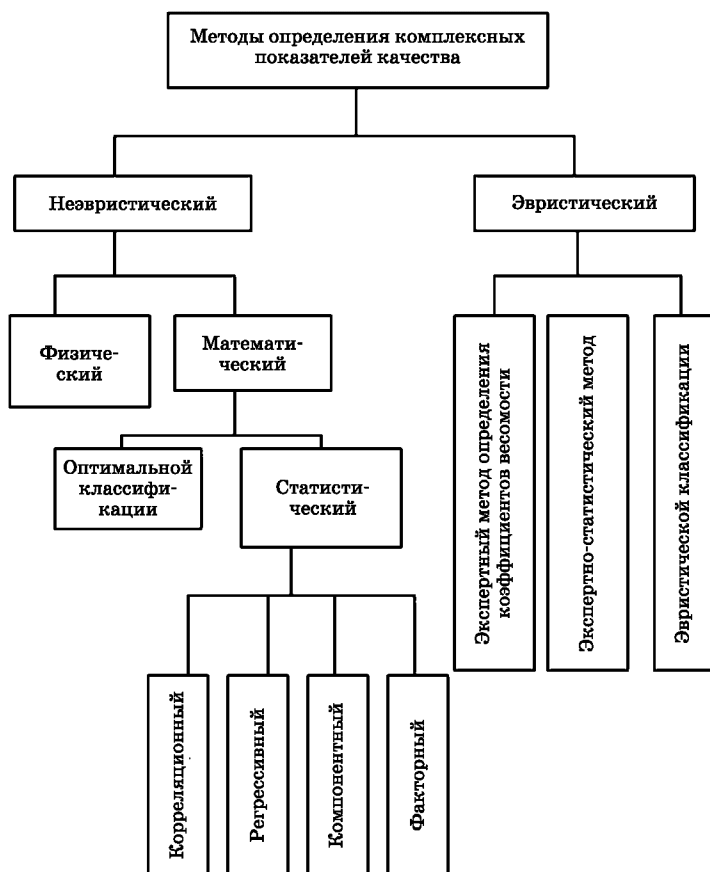 Методы определения комплексных
показателей качества
Неэвристический
Эвристический
Физиче-
ский
Математи-
ческий
Оптимальной
классифи-
кации
Статисти-
ческий
Экспертный метод определения
коэффициентов весомости
Экспертно-статистический метод
Эвристической классификации
Корреляционный
Регрессивный
Компонентный
Факторный